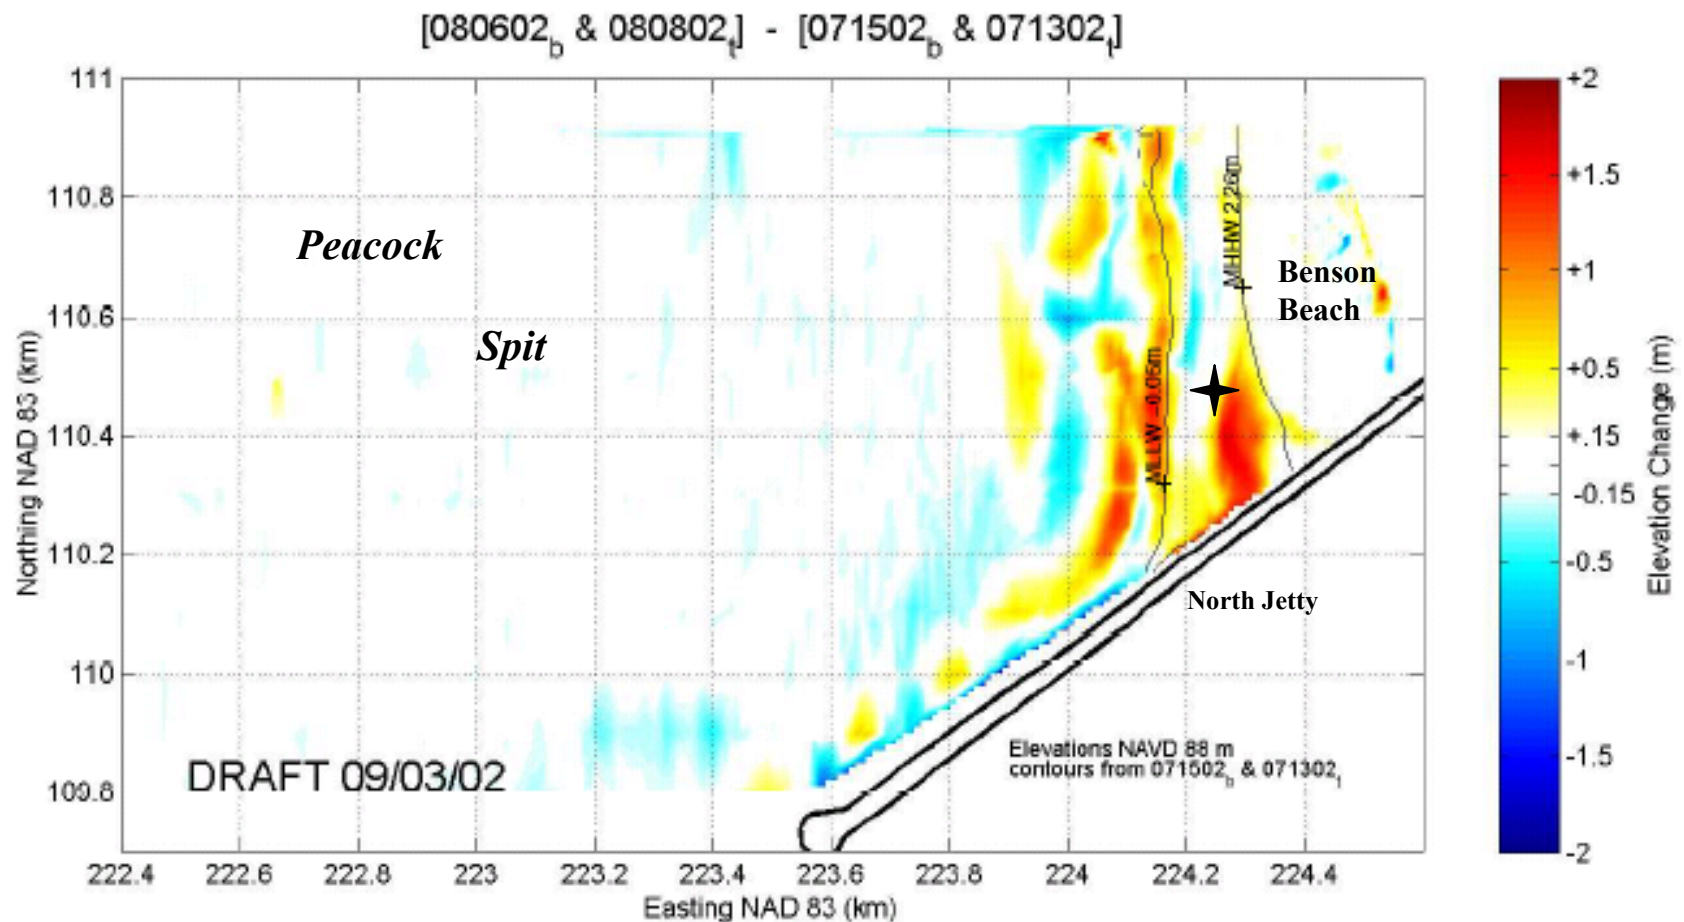 [080602b & 080802t] - [071502b & 071302t]
111
110.8
110.6
110.4
110.2
110
109.8
Northing NAD 83 (km)
222.4 222.6 222.8 223 223.2 223.4 223.6 223.8 224 224.2 224.4
Easting NAD 83 (km)
Peacock
Spit
MLLW -0.06m
MHHW 2.26m
Benson
Beach
North Jetty
DRAFT 09/03/02
Elevations NAVD 88 m
contours from 071502b & 071302t
+2
+1.5
+1
+0.5
+.15
-0.15
-0.5
-1
-1.5
-2
Elevation Change (m)